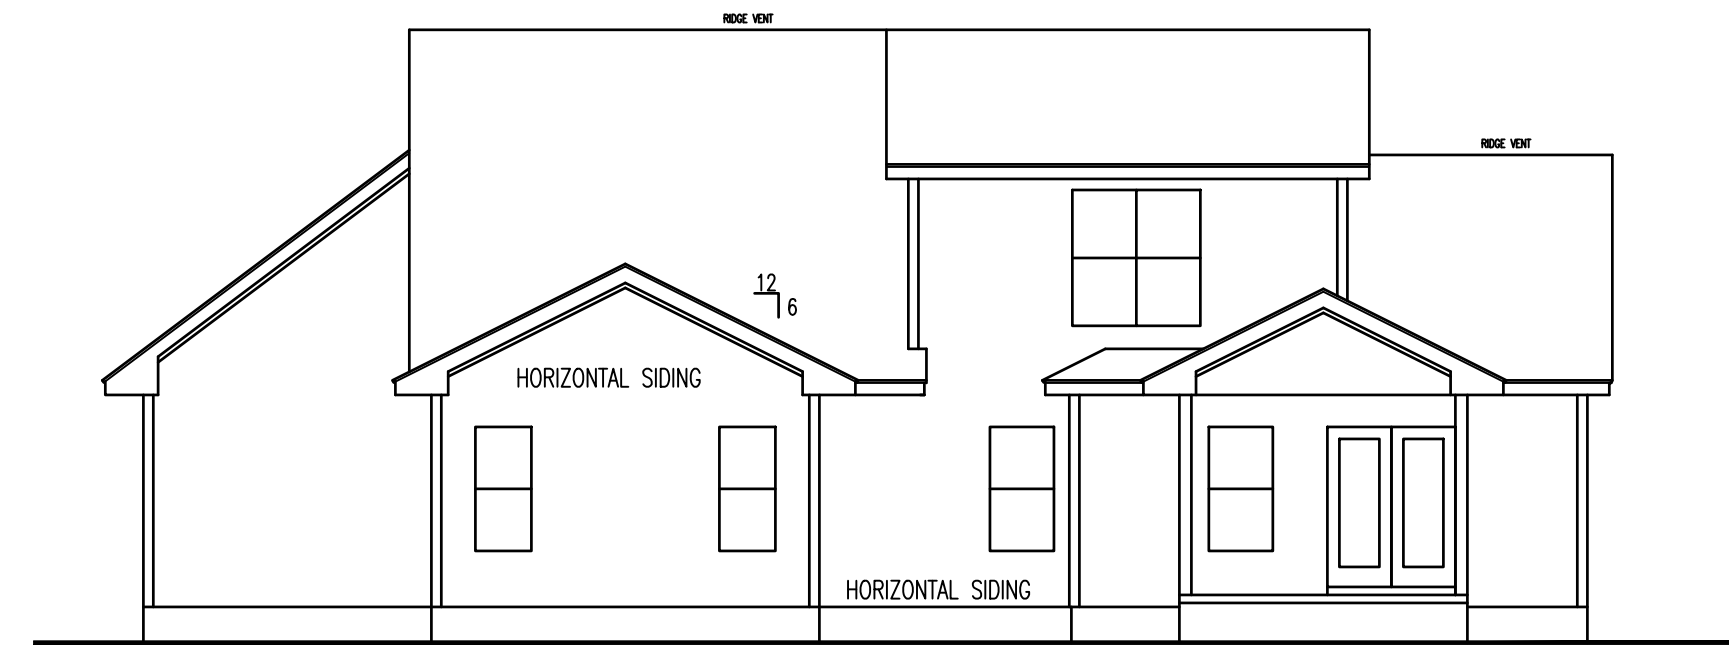 RIDGE VENT
RIDGE VENT
12
6
HORIZONTAL SIDING
HORIZONTAL SIDING